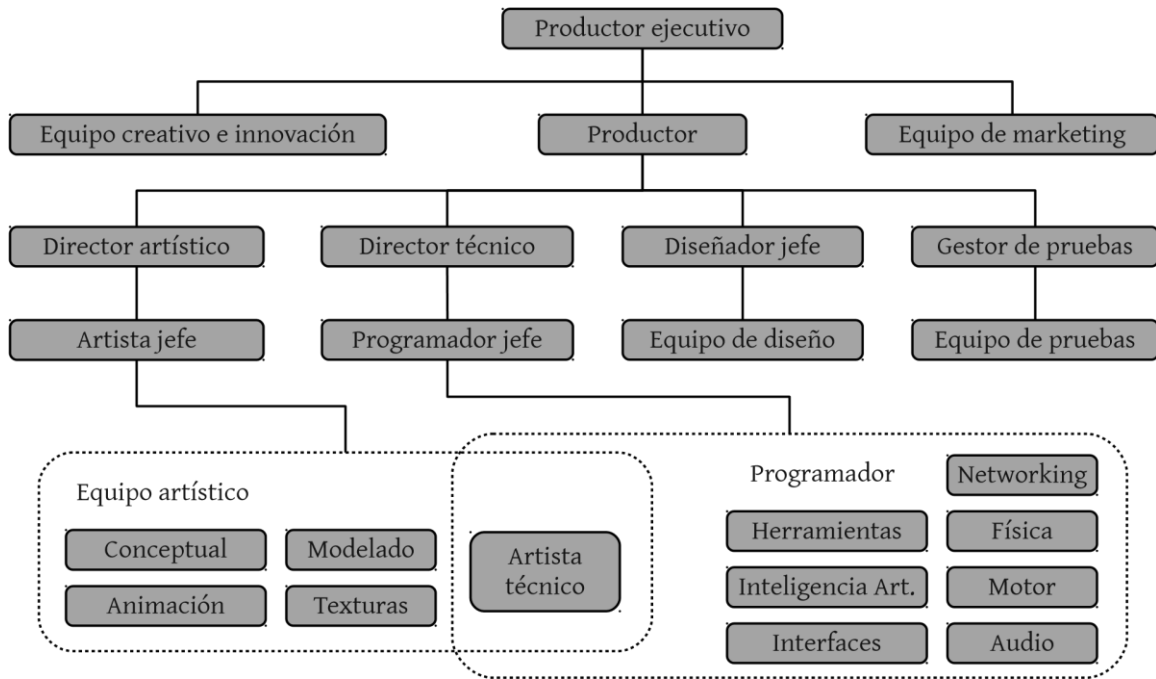 Productor ejecutivo
Equipo creativo e innovación
Productor
Equipo de marketing
Director artístico
Director técnico
Diseñador jefe
Gestor de pruebas
Artista jefe
Programador jefe
Equipo de diseño
Equipo de pruebas
Equipo artístico
Conceptual
Modelado
Animación
Texturas
Artista
técnico
Programador
Networking
Herramientas
Física
Inteligencia Art.
Motor
Interfaces
Audio